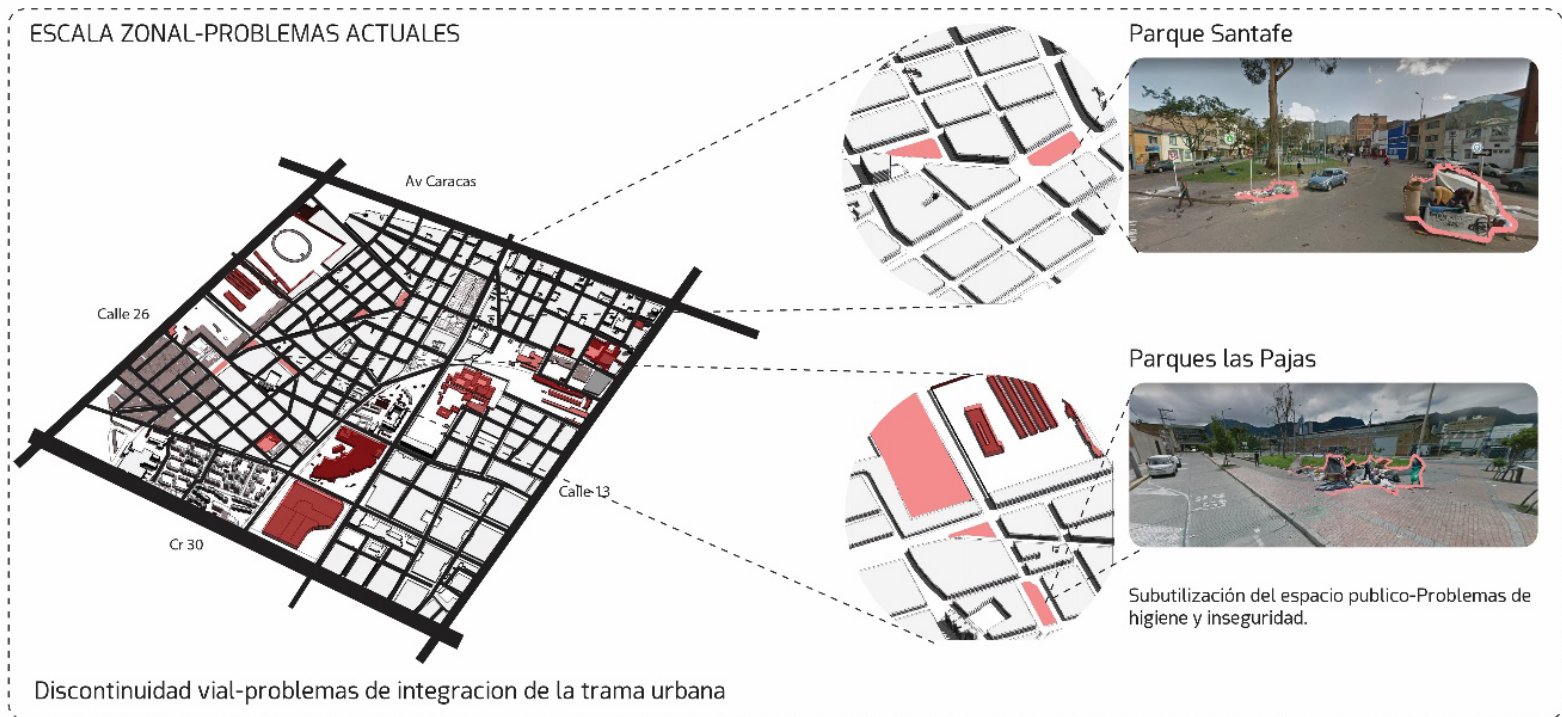 ESCALA ZONAL-PROBLEMAS ACTUALES
Av Caracas
Calle 26
Calle 13
Cr 30
Discontinuidad vial-problemas de integracion de la trama urbana
Parque Santafe
Parques las Pajas
Subutilización del espacio publico-Problemas de
higiene y inseguridad.